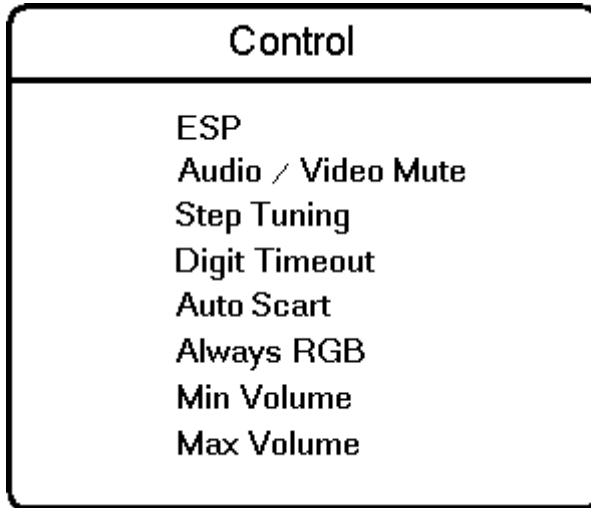 Control
ESP
Audio / Video Mute
Step Tuning
Digit Timeout
Auto Scart
Always RGB
Min Volume
Max Volume